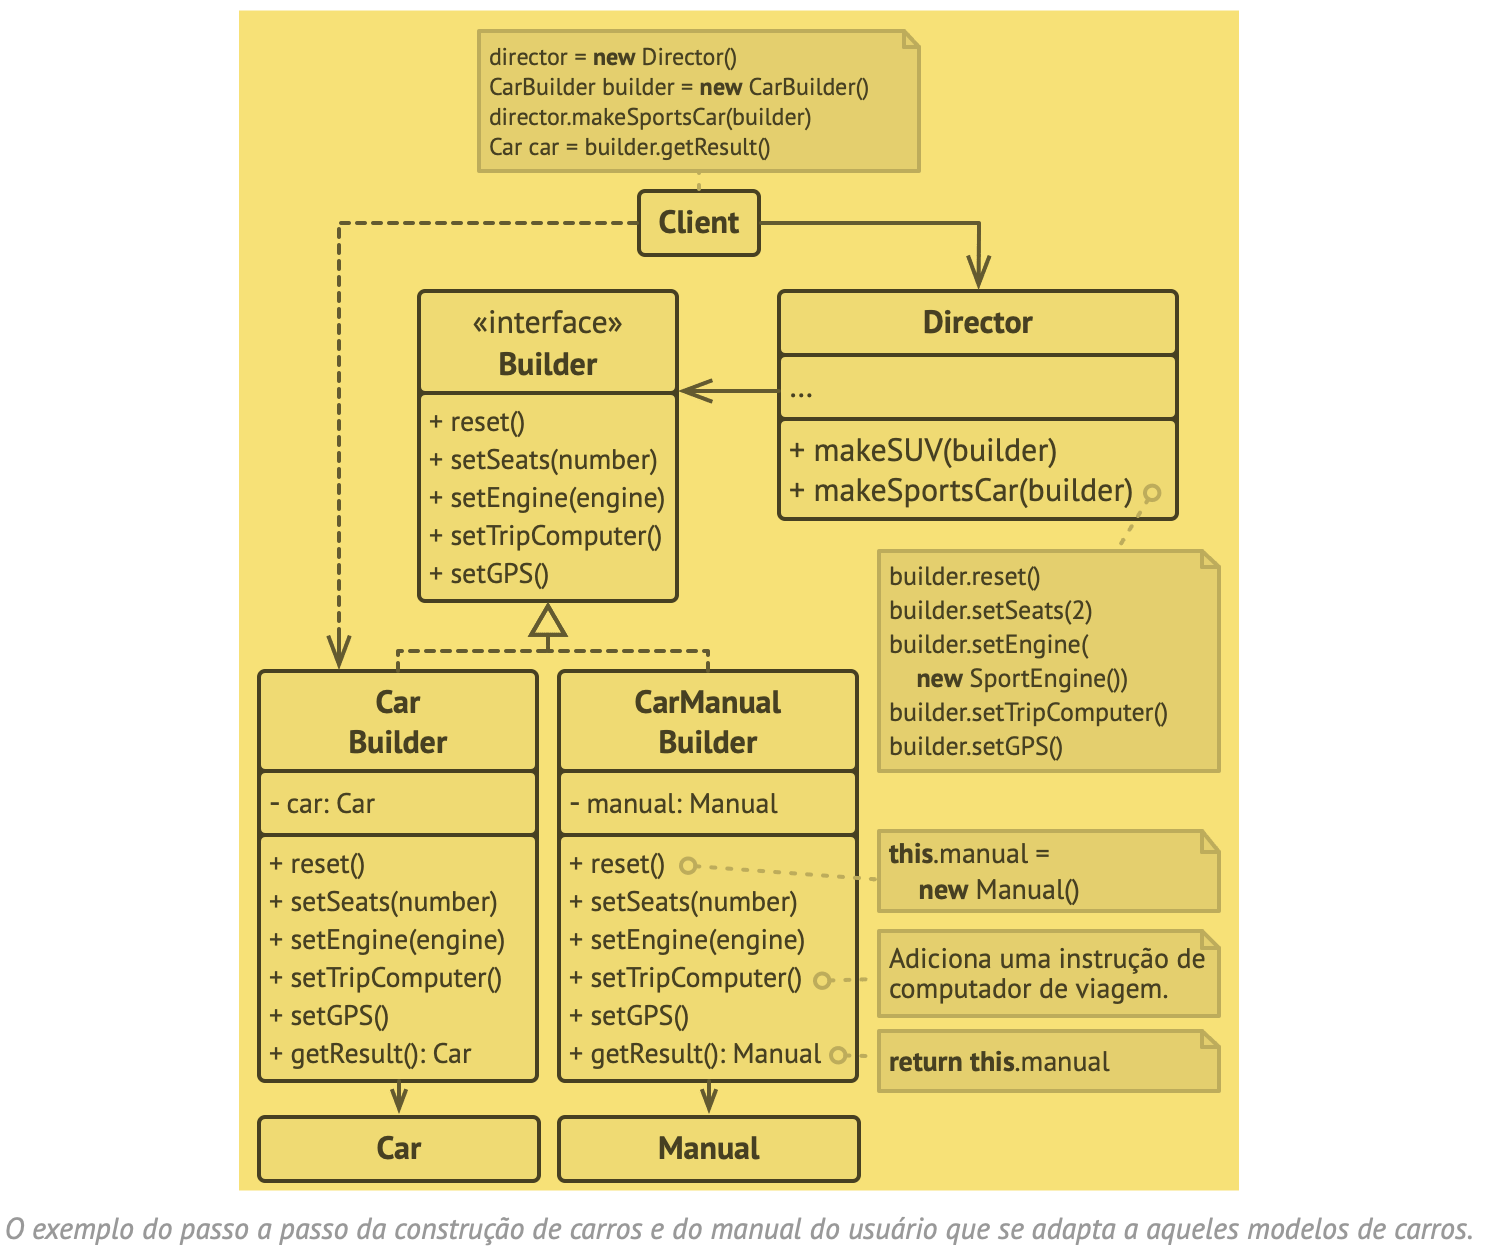 director = new Director()
CarBuilder builder = new CarBuilder()
director.makeSportsCar(builder)
Car car = builder.getResult()
Client
«interface»
Builder
+ reset()
+ setSeats(number)
+ setEngine(engine)
+ setTripComputer()
+ setGPS()
Director
...
+ makeSUV(builder)
+ makeSportsCar(builder)
builder.reset()
builder.setSeats(2)
builder.setEngine(
new SportEngine())
builder.setTripComputer()
builder.setGPS()
Car
Builder
- car: Car
+ reset()
+ setSeats(number)
+ setEngine(engine)
+ setTripComputer()
+ setGPS()
+ getResult(): Car
CarManual
Builder
- manual: Manual
+ reset()
+ setSeats(number)
+ setEngine(engine)
+ setTripComputer()
+ setGPS()
+ getResult(): Manual
this.manual =
new Manual()
Adiciona uma instrução de
computador de viagem.
return this.manual
Car
Manual
O exemplo do passo a passo da construção de carros e do manual do usuário que se adapta a aqueles modelos de carros.